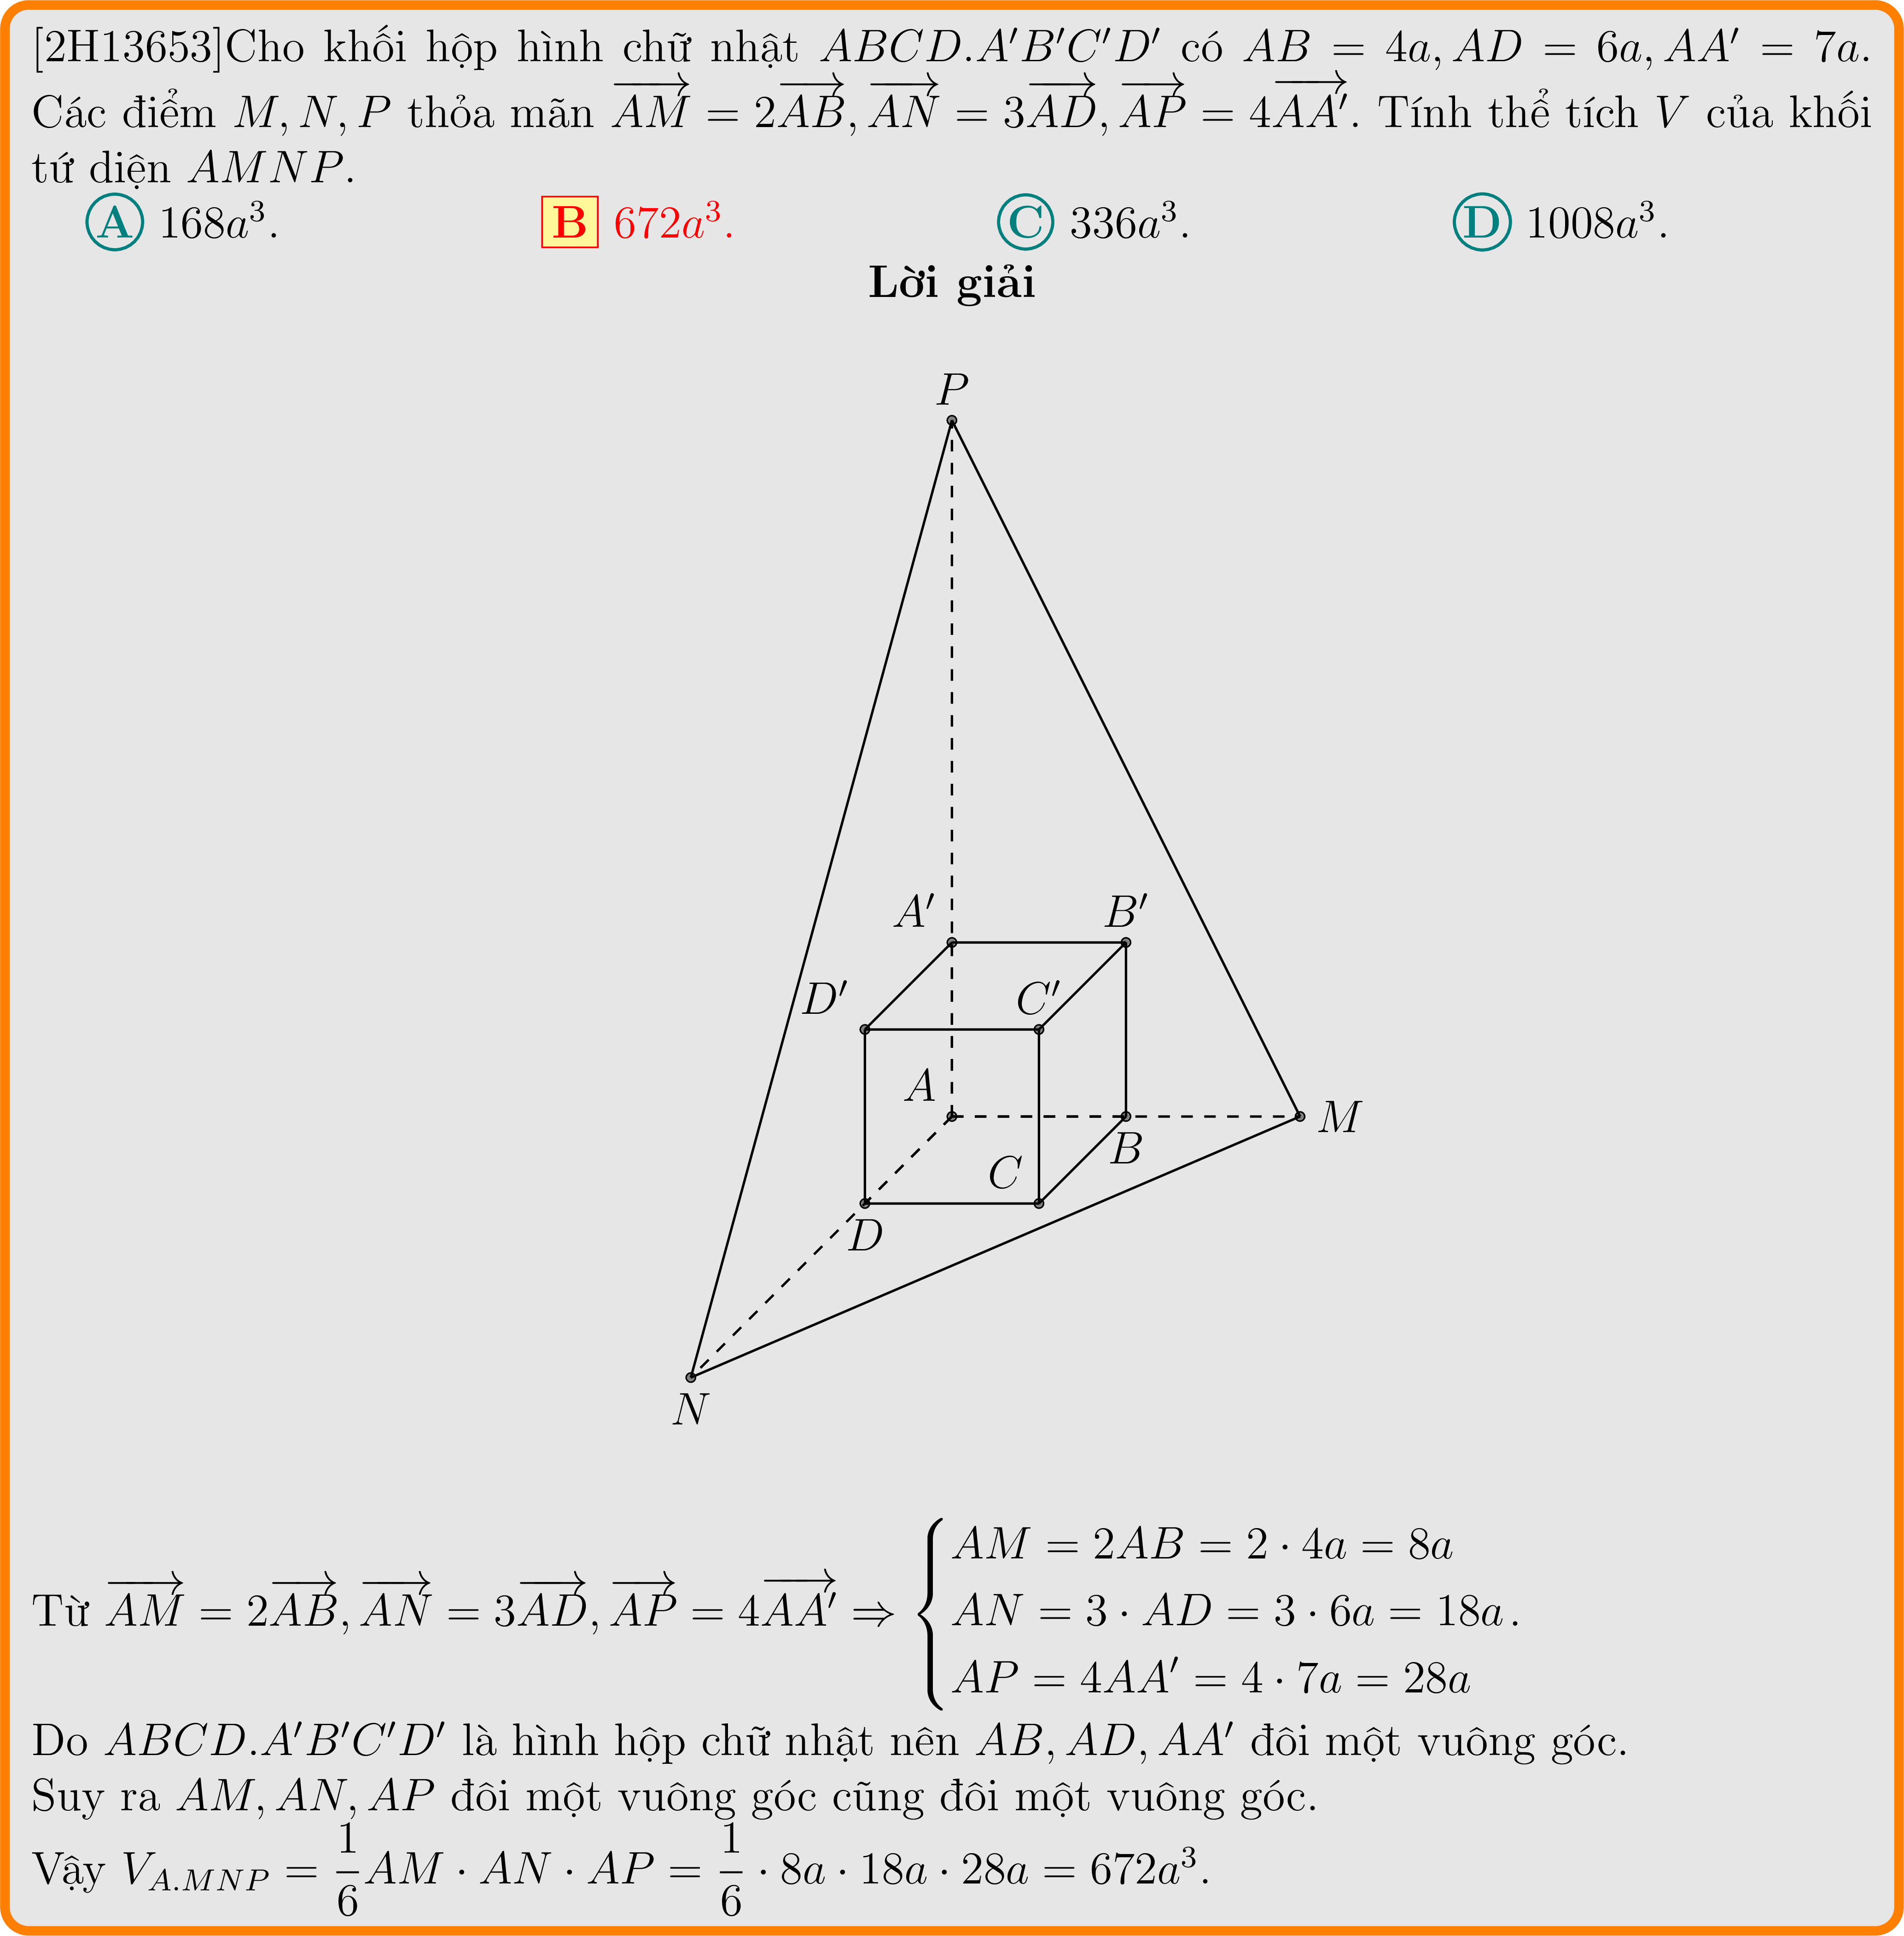 [2H13653]Cho khối hộp hình chữ nhật $ABCD.A'B'C'D'$ có $AB = 4a, AD = 6a, AA' = 7a$.
Các điểm $M, N, P$ thỏa mãn $\overrightarrow{AM} = 2\overrightarrow{AB}, \overrightarrow{AN} = 3\overrightarrow{AD}, \overrightarrow{AP} = 4\overrightarrow{AA'}$. Tính thể tích $V$ của khối
tứ diện $AMNP$.
A $168a^3$. B $672a^3$. C $336a^3$. D $1008a^3$.
Lời giải
P
A' B'
D' C'
A
M
B
C
D
N
Từ $\overrightarrow{AM} = 2\overrightarrow{AB}, \overrightarrow{AN} = 3\overrightarrow{AD}, \overrightarrow{AP} = 4\overrightarrow{AA'} \Rightarrow \begin{cases} AM = 2AB = 2 \cdot 4a = 8a \\ AN = 3 \cdot AD = 3 \cdot 6a = 18a \\ AP = 4AA' = 4 \cdot 7a = 28a \end{cases}$.
Do $ABCD.A'B'C'D'$ là hình hộp chữ nhật nên $AB, AD, AA'$ đôi một vuông góc.
Suy ra $AM, AN, AP$ đôi một vuông góc cũng đôi một vuông góc.
Vậy $V_{A.MNP} = \dfrac{1}{6}AM \cdot AN \cdot AP = \dfrac{1}{6} \cdot 8a \cdot 18a \cdot 28a = 672a^3$.